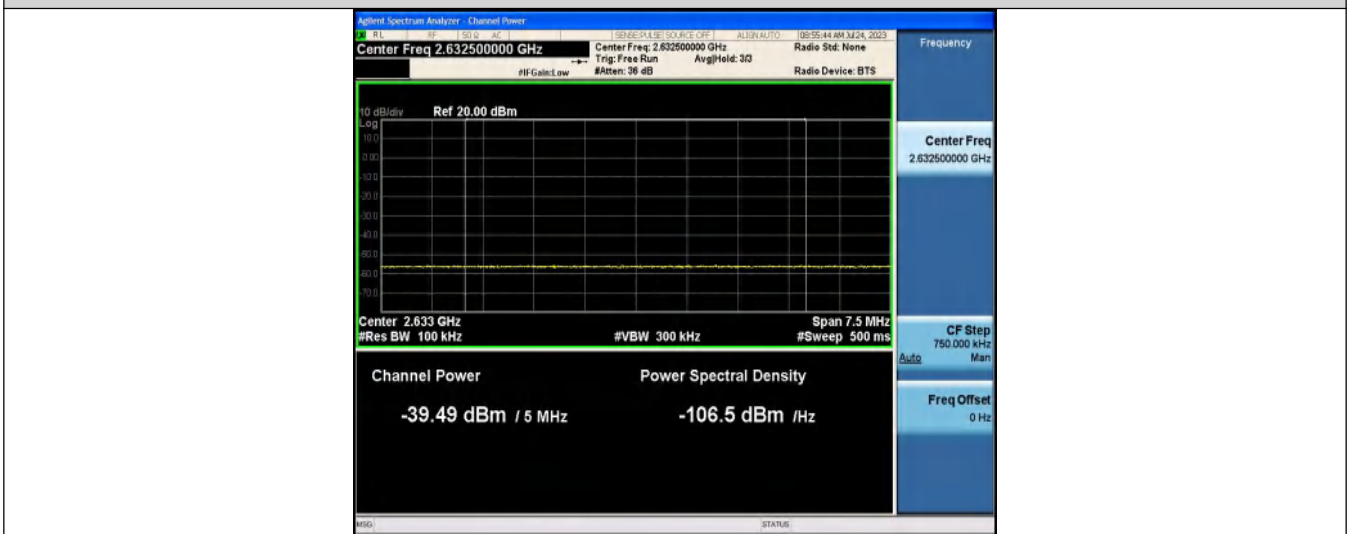 Agilent Spectrum Analyzer - Channel Power
RL RF 50 Ω AC SENSE:PULSE SOURCE OFF ALIGN AUTO 08:55:44 AM Jul 24, 2023
Center Freq 2.632500000 GHz
Center Freq: 2.632500000 GHz
Radio Std: None
Trig: Free Run Avg|Hold: 3/3
#IFGain:Low #Atten: 36 dB Radio Device: BTS
Frequency
10 dB/div Ref 20.00 dBm
Log
10.0
0.00
-10.0
-20.0
-30.0
-40.0
-50.0
-60.0
-70.0
Center 2.633 GHz Span 7.5 MHz
#Res BW 100 kHz #VBW 300 kHz #Sweep 500 ms
Channel Power Power Spectral Density
-39.49 dBm / 5 MHz -106.5 dBm /Hz
Center Freq
2.632500000 GHz
CF Step
750.000 kHz
Auto Man
Freq Offset
0 Hz
MSG STATUS